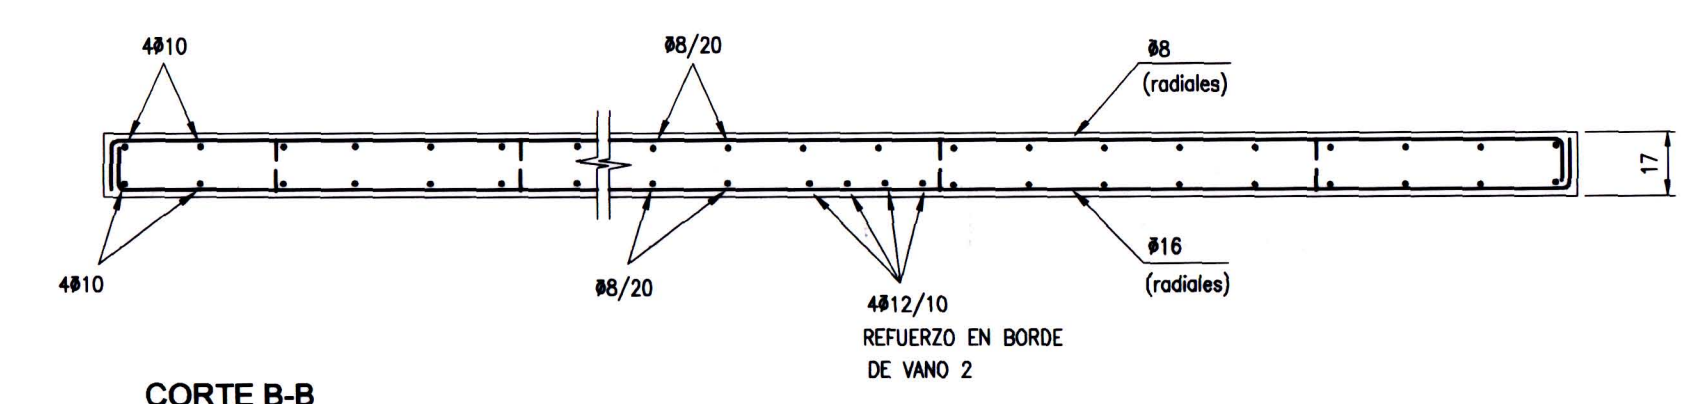 4ϕ10
ϕ8/20
ϕ8
(radiales)
17
4ϕ10
ϕ8/20
4ϕ12/10
REFUERZO EN BORDE
DE VANO 2
ϕ16
(radiales)
CORTE B-B